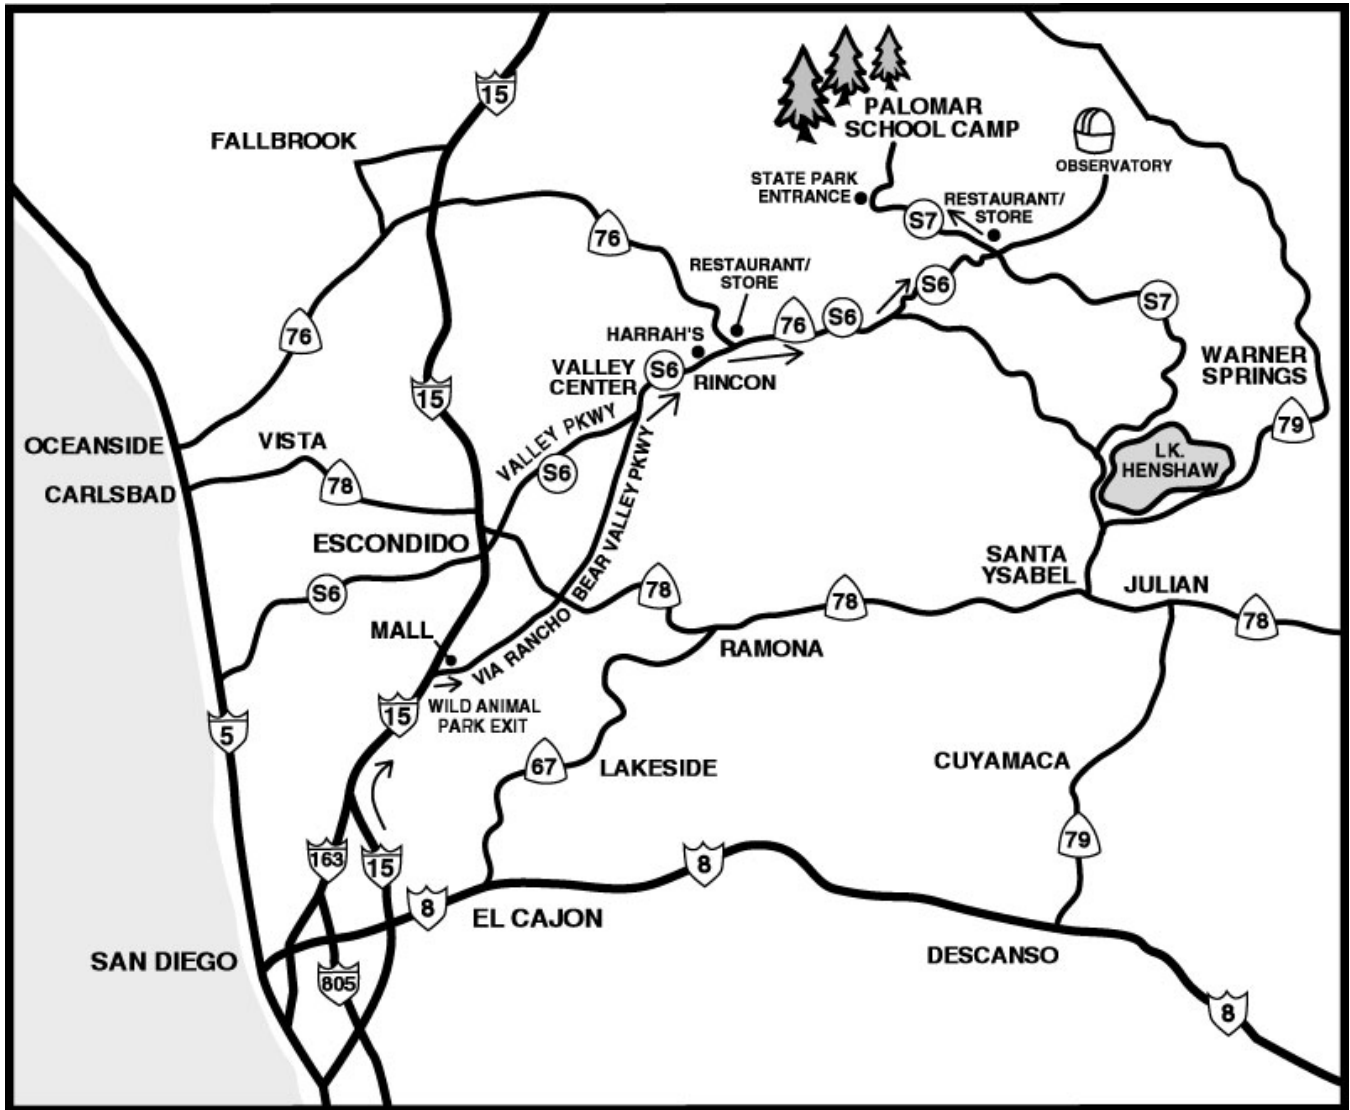 15
FALLBROOK
PALOMAR
SCHOOL CAMP
OBSERVATORY
STATE PARK
ENTRANCE
S7
RESTAURANT/
STORE
76
RESTAURANT/
STORE
S6
S7
76
76
S6
HARRAH'S
VALLEY
CENTER
S6
RINCON
WARNER
SPRINGS
15
79
VALLEY PKWY
OCEANSIDE
VISTA
LK.
HENSHAW
S6
78
CARLSBAD
BEAR VALLEY PKWY
ESCONDIDO
SANTA
YSABEL
JULIAN
S6
78
78
78
MALL
VIA RANCHO
RAMONA
15
WILD ANIMAL
PARK EXIT
5
67
LAKESIDE
CUYAMACA
79
163
15
8
8
EL CAJON
SAN DIEGO
DESCANSO
805
8